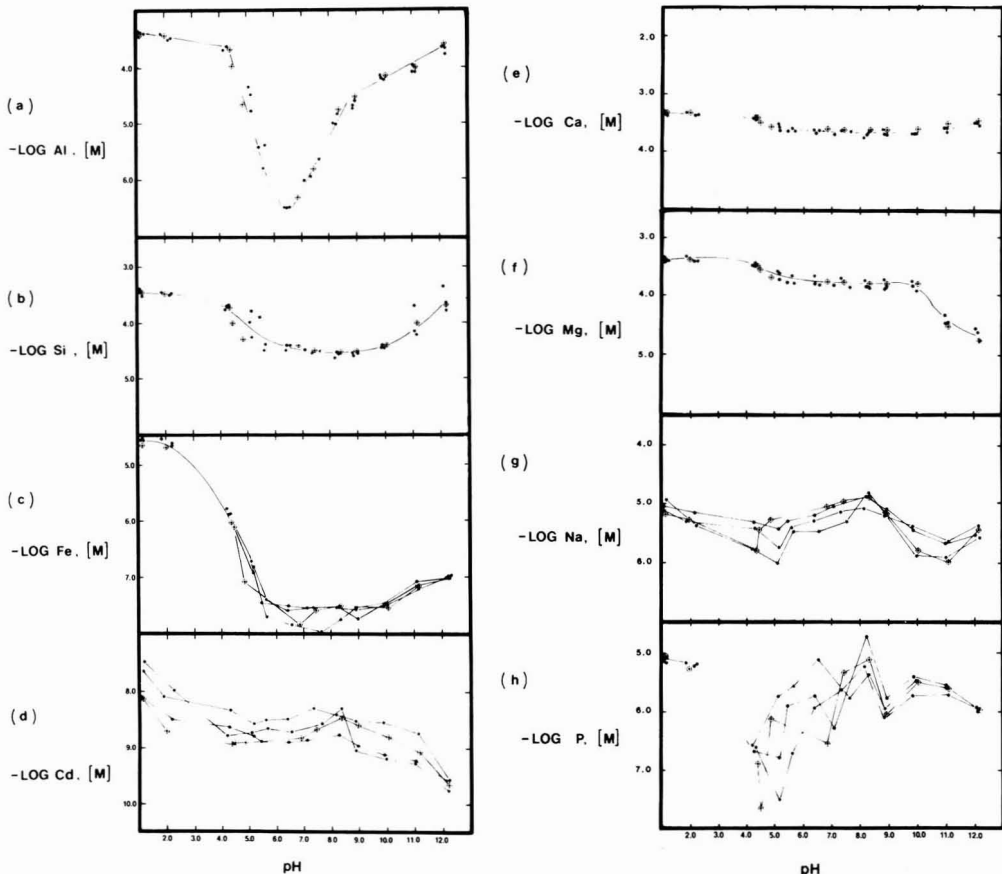 (a)
-LOG Al . [M]
4.0
5.0
6.0
(b)
-LOG Si , [M]
3.0
4.0
5.0
(c)
-LOG Fe, [M]
5.0
6.0
7.0
(d)
-LOG Cd. [M]
8.0
9.0
10.0
2.0 3.0 4.0 5.0 6.0 7.0 8.0 9.0 10.0 11.0 12.0
pH
(e)
-LOG Ca, [M]
2.0
3.0
4.0
(f)
-LOG Mg, [M]
3.0
4.0
5.0
(g)
-LOG Na, [M]
4.0
5.0
6.0
(h)
-LOG P, [M]
5.0
6.0
7.0
2.0 3.0 4.0 5.0 6.0 7.0 8.0 9.0 10.0 11.0 12.0
pH